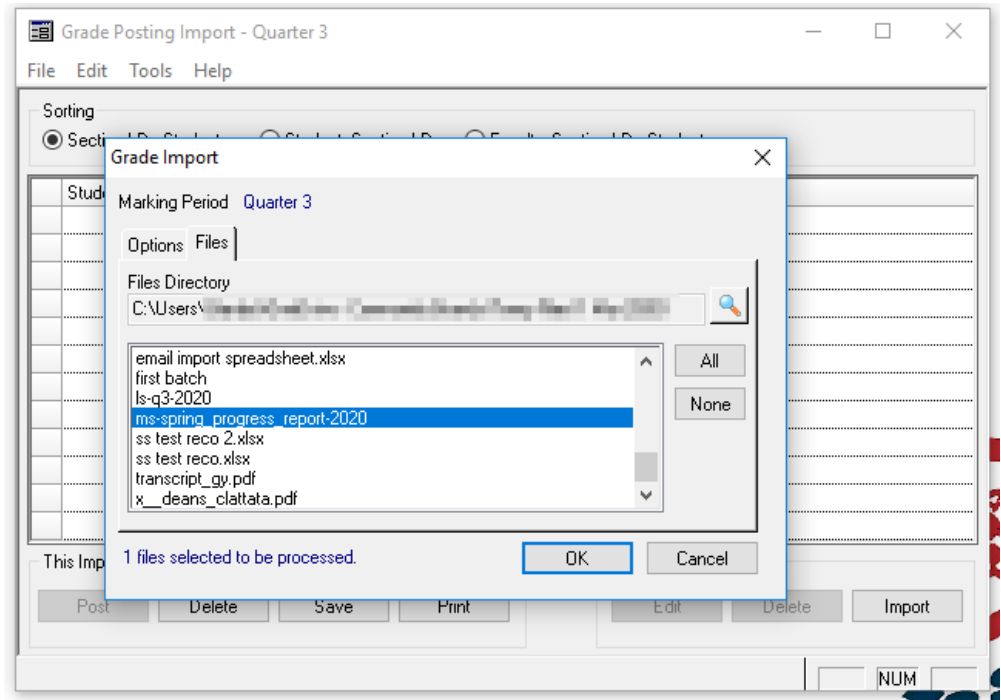 Grade Posting Import - Quarter 3
File Edit Tools Help
Sorting
Grade Import
Stud
Marking Period Quarter 3
Options Files
Files Directory
C:\Users\
email import spreadsheet.xlsx
first batch
ls-q3-2020
ms-spring_progress_report-2020
ss test reco 2.xlsx
ss test reco.xlsx
transcript_gy.pdf
x__deans_clattata.pdf
All
None
1 files selected to be processed.
OK Cancel
This Imp
Post Delete Save Print Edit Delete Import
NUM